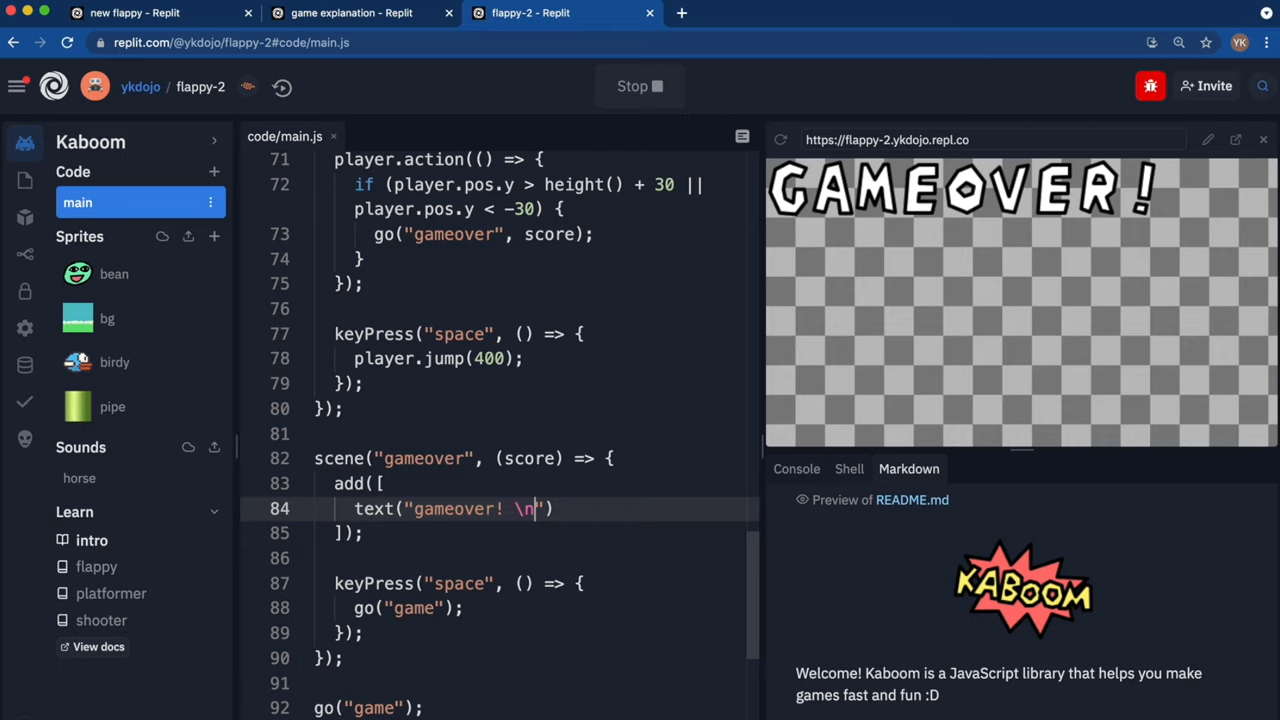 new flappy - Replit
game explanation - Replit
flappy-2 - Replit
replit.com/@ykdojo/flappy-2#code/main.js
YK
ykdojo / flappy-2
Stop
Invite
Kaboom
Code
main
Sprites
bean
bg
birdy
pipe
Sounds
horse
Learn
intro
flappy
platformer
shooter
View docs
code/main.js
71 player.action(() => {
72 if (player.pos.y > height() + 30 ||
player.pos.y < -30) {
73 go("gameover", score);
74 }
75 });
76
77 keyPress("space", () => {
78 player.jump(400);
79 });
80 });
81
82 scene("gameover", (score) => {
83 add([
84 text("gameover! \n")
85 ]);
86
87 keyPress("space", () => {
88 go("game");
89 });
90 });
91
92 go("game");
https://flappy-2.ykdojo.repl.co
GAMEOVER!
Console
Shell
Markdown
Preview of README.md
KABOOM
Welcome! Kaboom is a JavaScript library that helps you make
games fast and fun :D